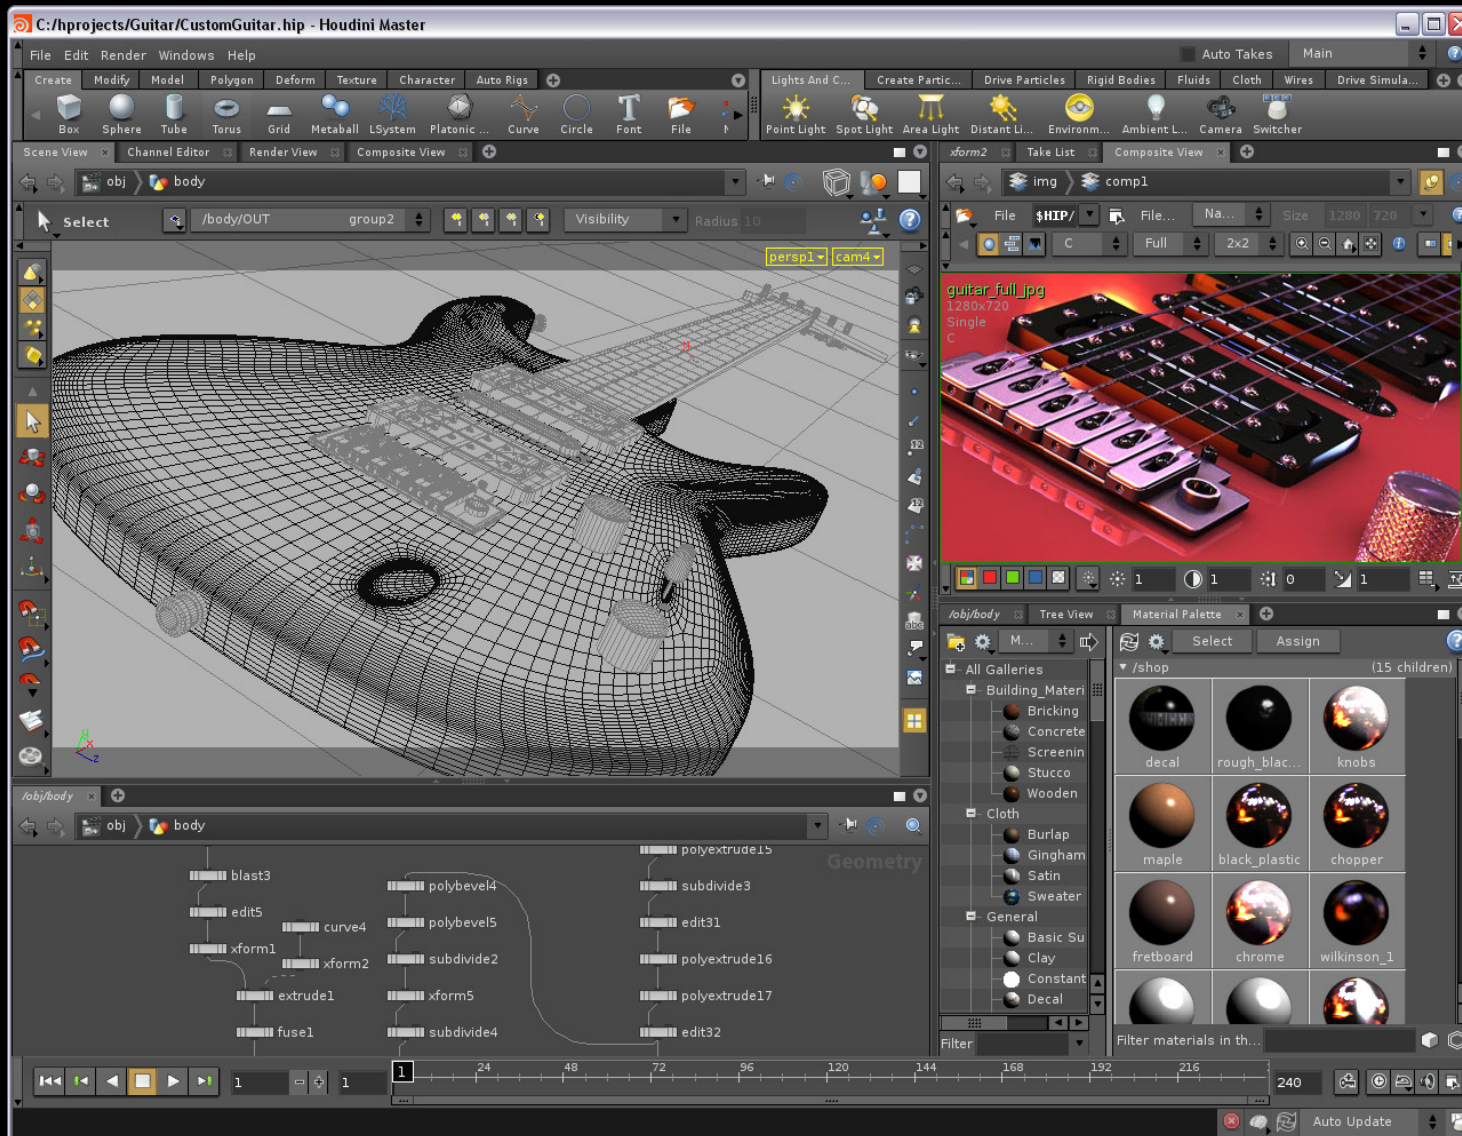 C:/hprojects/Guitar/CustomGuitar.hip - Houdini Master
File Edit Render Windows Help
Auto Takes Main
Create Modify Model Polygon Deform Texture Character Auto Rigs
Lights And C... Create Partic... Drive Particles Rigid Bodies Fluids Cloth Wires Drive Simula...
Box Sphere Tube Torus Grid Metaball LSystem Platonic ... Curve Circle Font File
Point Light Spot Light Area Light Distant Li... Environm... Ambient L... Camera Switcher
Scene View Channel Editor Render View Composite View
xform2 Take List Composite View
obj body
img comp1
Select /body/OUT group2 Visibility Radius 10
File $HIP/ File... Na... Size 1280 720
C Full 2x2
persp1 cam4
guitar_full_jpg
1280x720
Single
C
12
12
abc
y
x
z
1 1 0 1
/obj/body Tree View Material Palette
M...
Select Assign
All Galleries
Building_Materi
Bricking
Concrete
Screenin
Stucco
Wooden
Cloth
Burlap
Gingham
Satin
Sweater
General
Basic Su
Clay
Constant
Decal
Filter
/shop (15 children)
decal rough_blac... knobs
maple black_plastic chopper
fretboard chrome wilkinson_1
Filter materials in th...
/obj/body
obj body
Geometry
blast3
edit5
curve4
xform1
xform2
extrude1
fuse1
polybevel4
polybevel5
subdivide2
xform5
subdivide4
polyextrude15
subdivide3
edit31
polyextrude16
polyextrude17
edit32
1 1 1 24 48 72 96 120 144 168 192 216 240
Auto Update